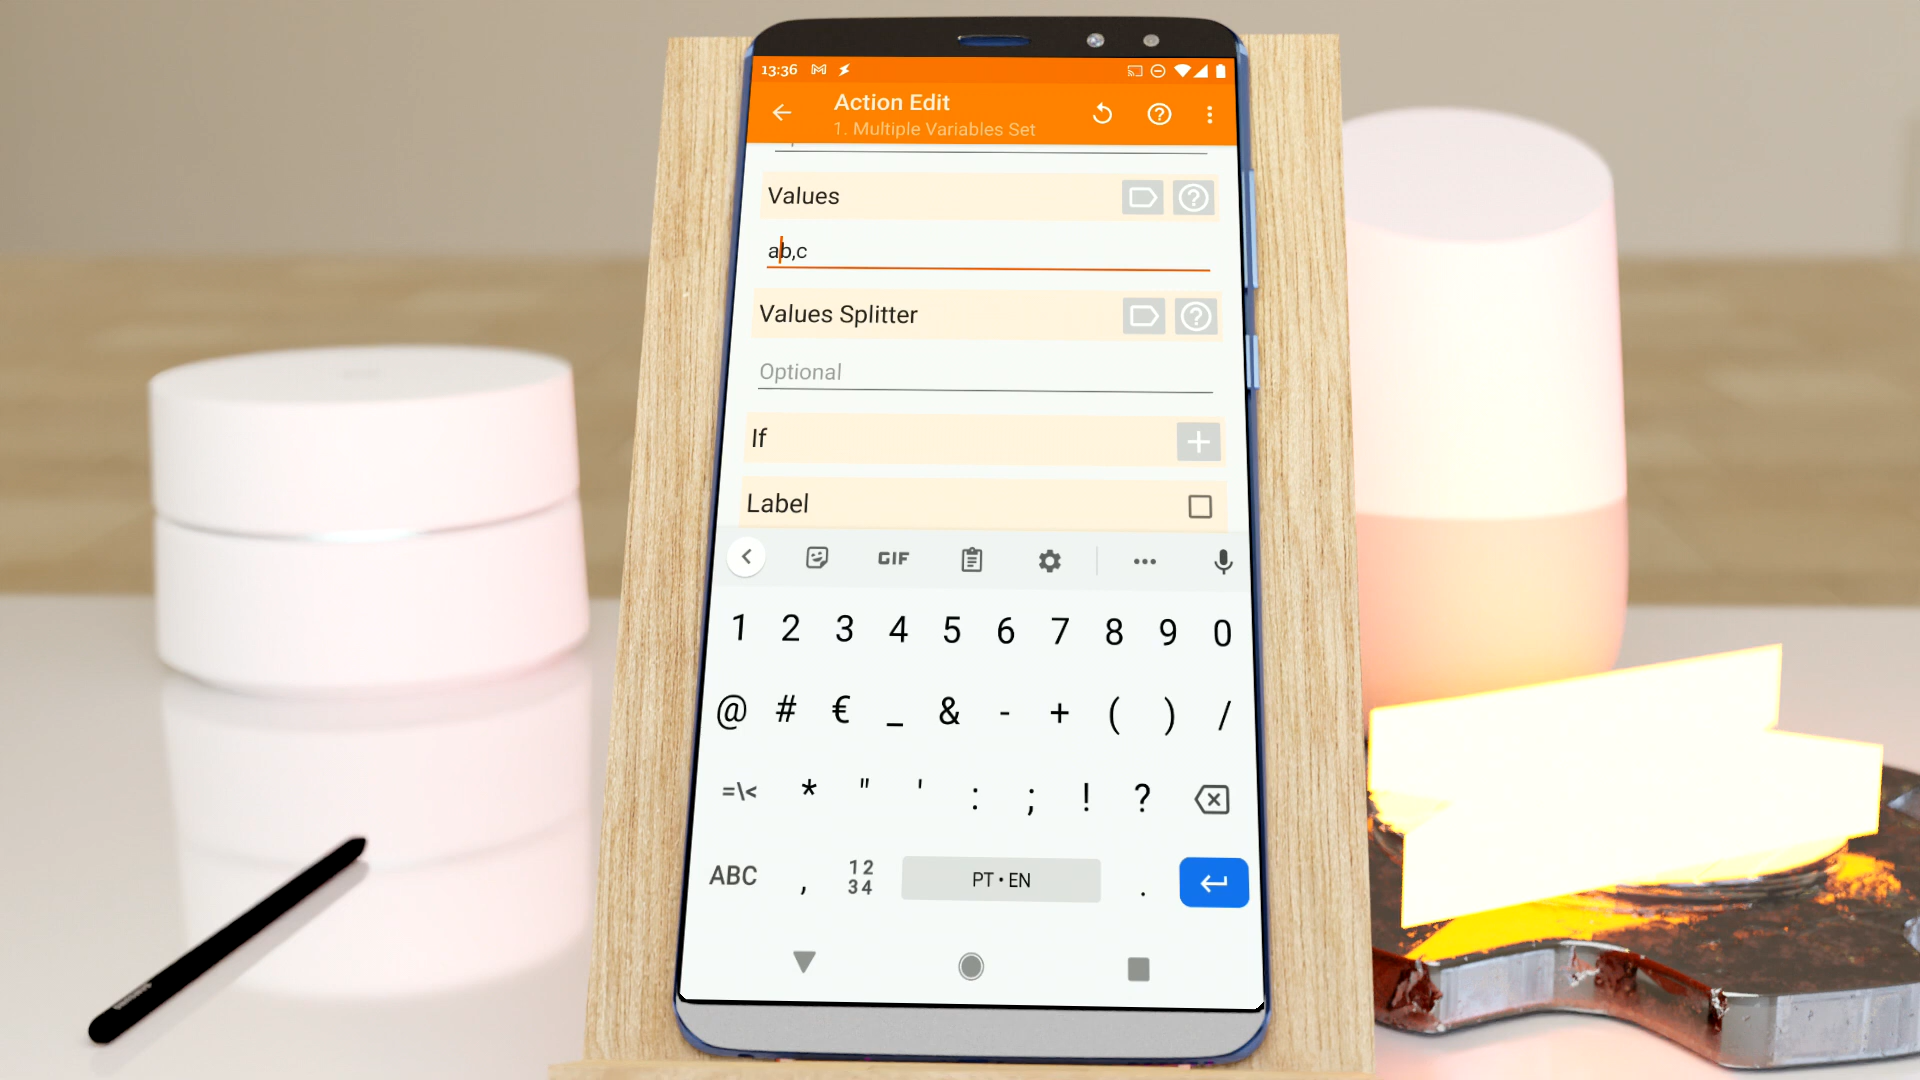 13:36
Action Edit
1. Multiple Variables Set
Values
ab,c
Values Splitter
Optional
If
Label
GIF
1 2 3 4 5 6 7 8 9 0
@ # € _ & - + ( ) /
=\< * " ' : ; ! ?
ABC , 12 34 PT • EN .